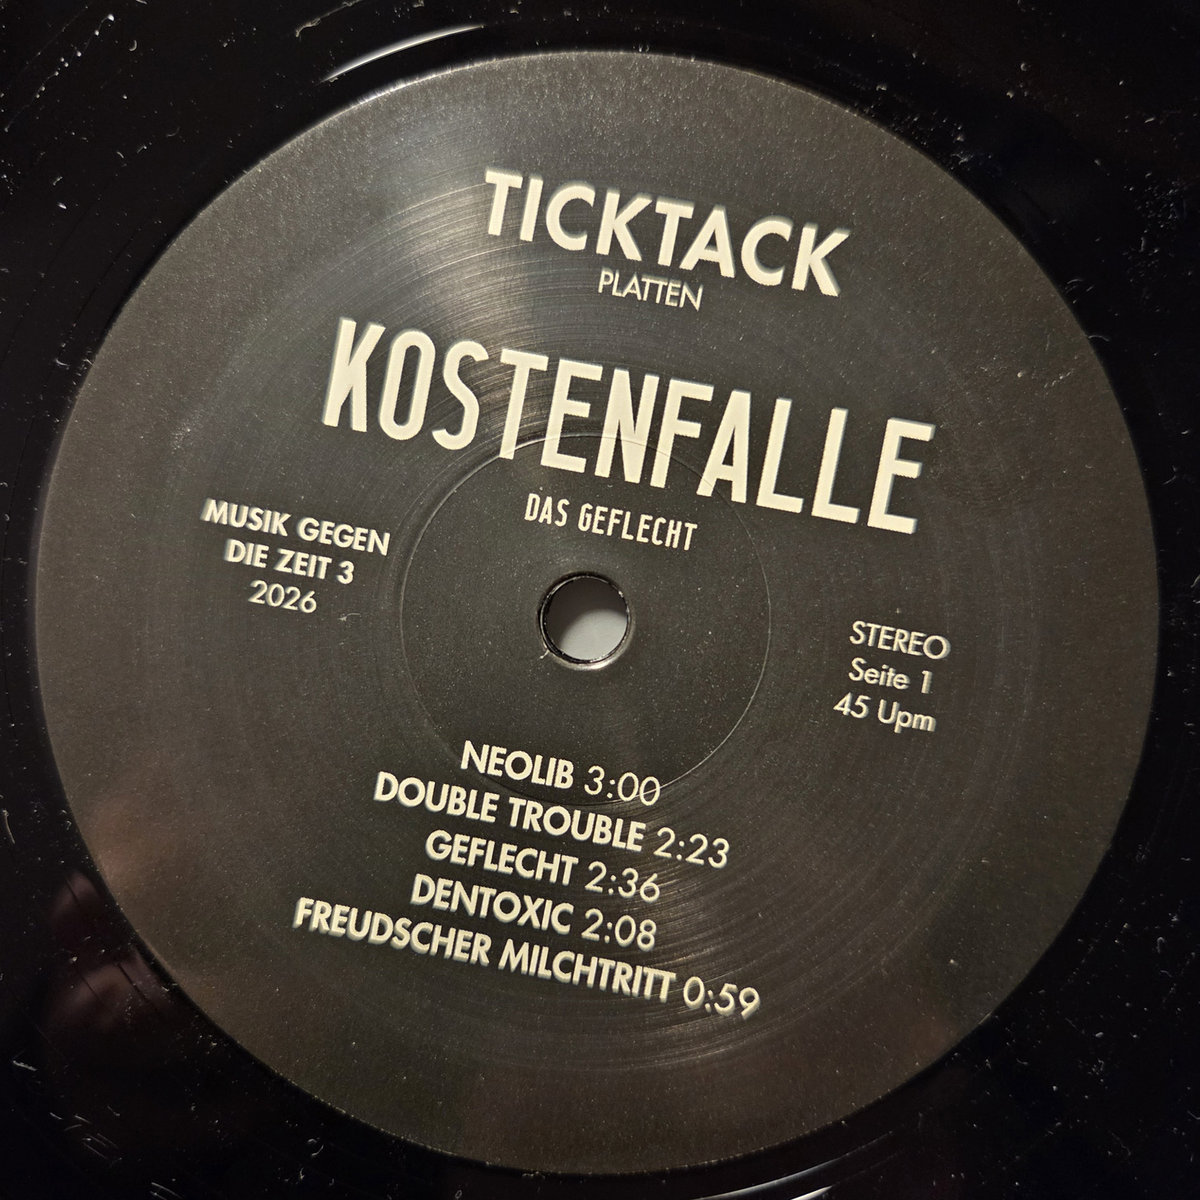 TICKTACK
PLATTEN
KOSTENFALLE
DAS GEFLECHT
MUSIK GEGEN
DIE ZEIT 3
2026
STEREO
Seite 1
45 Upm
NEOLIB 3:00
DOUBLE TROUBLE 2:23
GEFLECHT 2:36
DENTOXIC 2:08
FREUDSCHER MILCHTRITT 0:59